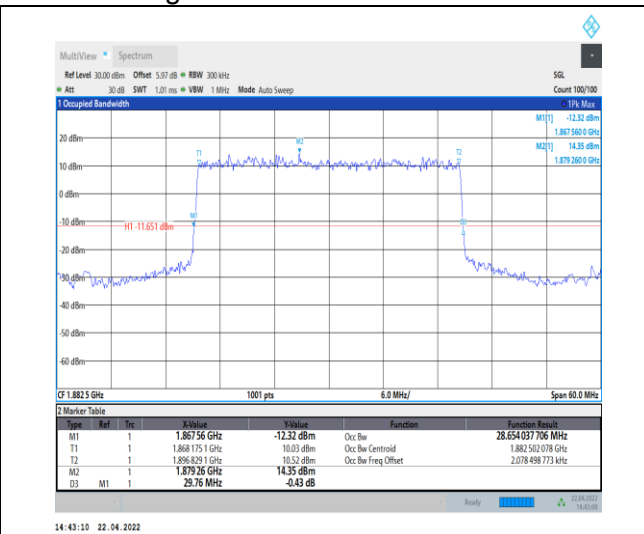 MultiView Spectrum
Ref Level 30.00 dBm Offset 5.97 dB RBW 300 kHz SGL
Att 30 dB SWT 1.01 ms VBW 1 MHz Mode Auto Sweep Count 100/100
1 Occupied Bandwidth 1Pk Max
M1[1] -12.32 dBm
1.867 560 0 GHz
M2[1] 14.35 dBm
1.879 260 0 GHz
20 dBm
M2
T1 T2
10 dBm
0 dBm
M1
-10 dBm
H1 -11.651 dBm
D3
-20 dBm
-30 dBm
-40 dBm
-50 dBm
-60 dBm
CF 1.882 5 GHz 1001 pts 6.0 MHz/ Span 60.0 MHz
2 Marker Table
Type Ref Trc X-Value Y-Value Function Function Result
M1 1 1.867 56 GHz -12.32 dBm Occ Bw 28.654 037 706 MHz
T1 1 1.868 175 1 GHz 10.03 dBm Occ Bw Centroid 1.882 502 078 GHz
T2 1 1.896 829 1 GHz 10.52 dBm Occ Bw Freq Offset 2.078 498 773 kHz
M2 1 1.879 26 GHz 14.35 dBm
D3 M1 1 29.76 MHz -0.43 dB
Ready 22.04.2022
14:43:09
14:43:10 22.04.2022